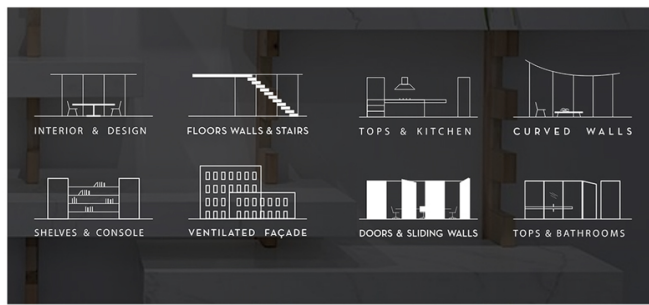 INTERIOR & DESIGN
FLOORS WALLS & STAIRS
TOPS & KITCHEN
CURVED WALLS
SHELVES & CONSOLE
VENTILATED FAÇADE
DOORS & SLIDING WALLS
TOPS & BATHROOMS